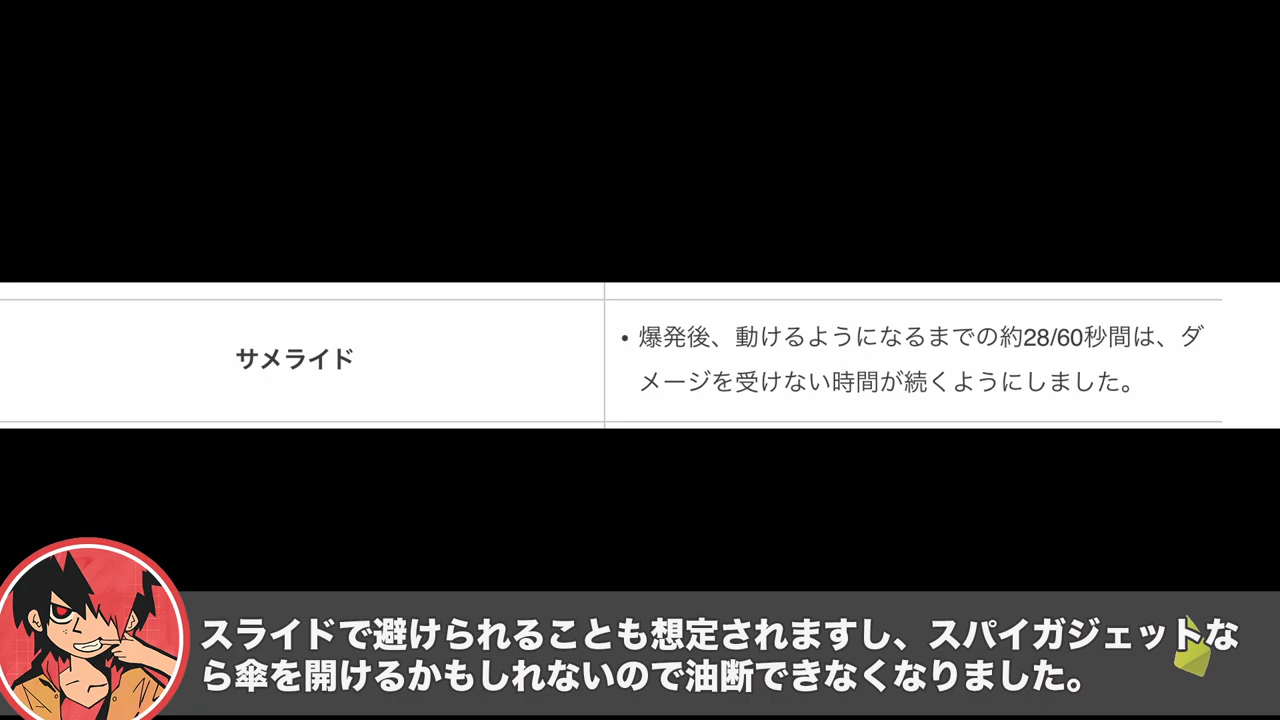 サメライド
• 爆発後、動けるようになるまでの約28/60秒間は、ダ
メージを受けない時間が続くようにしました。
スライドで避けられることも想定されますし、スパイガジェットな
ら傘を開けるかもしれないので油断できなくなりました。